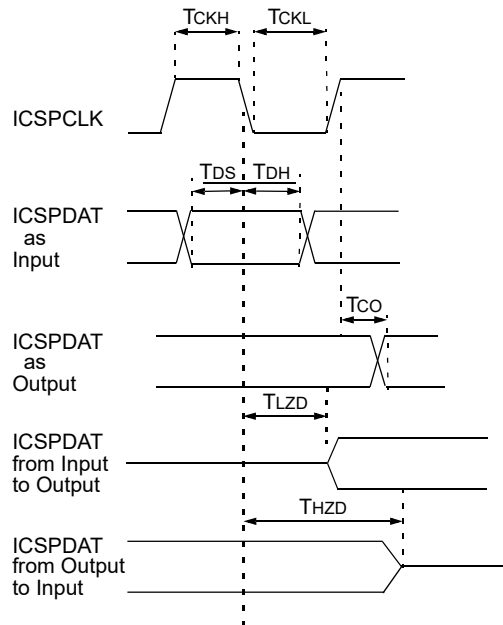 TCKH TCKL
ICSPCLK
TDS TDH
ICSPDAT
as
Input
TCO
ICSPDAT
as
Output
TLZD
ICSPDAT
from Input
to Output
THZD
ICSPDAT
from Output
to Input